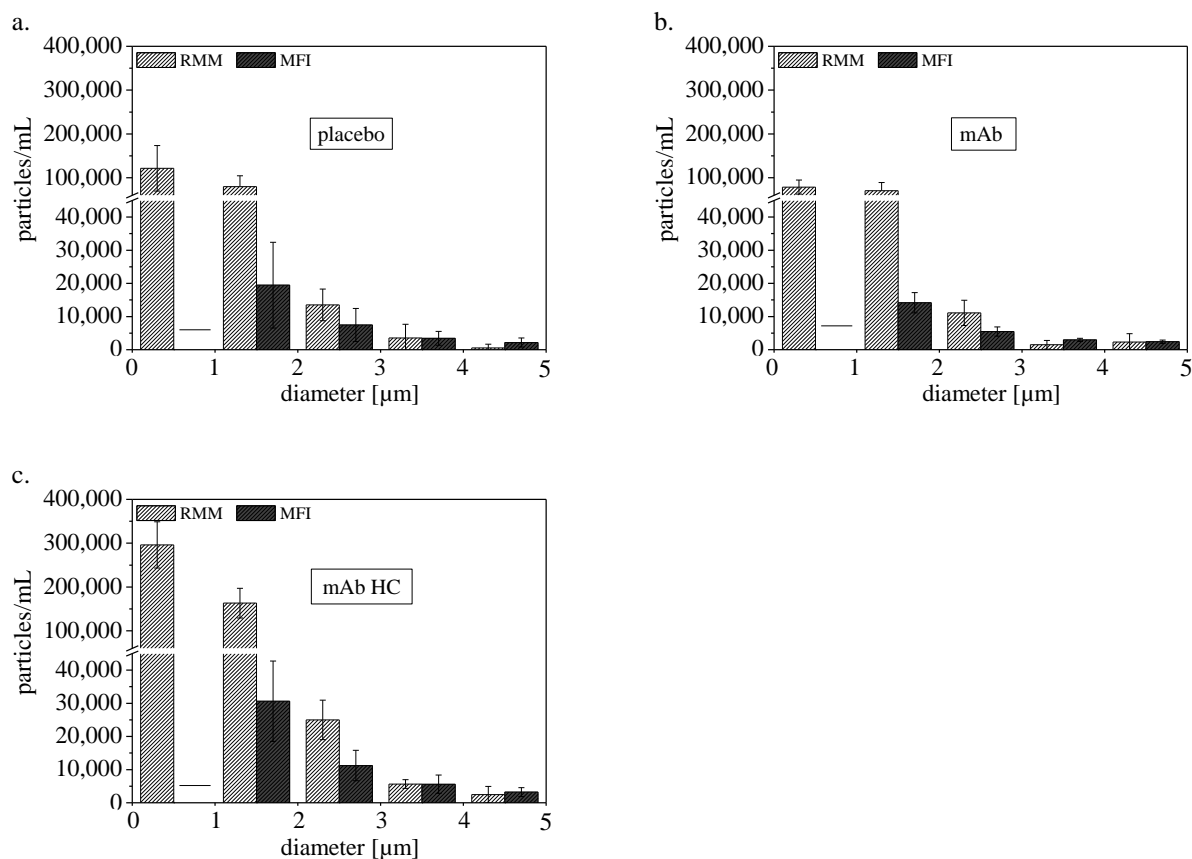 a.
400,000
RMM MFI
300,000
200,000
placebo
100,000
40,000
30,000
20,000
10,000
0
0 1 2 3 4 5
particles/mL
diameter [µm]
b.
400,000
RMM MFI
300,000
200,000
mAb
100,000
40,000
30,000
20,000
10,000
0
0 1 2 3 4 5
particles/mL
diameter [µm]
c.
400,000
RMM MFI
300,000
200,000
mAb HC
100,000
40,000
30,000
20,000
10,000
0
0 1 2 3 4 5
particles/mL
diameter [µm]